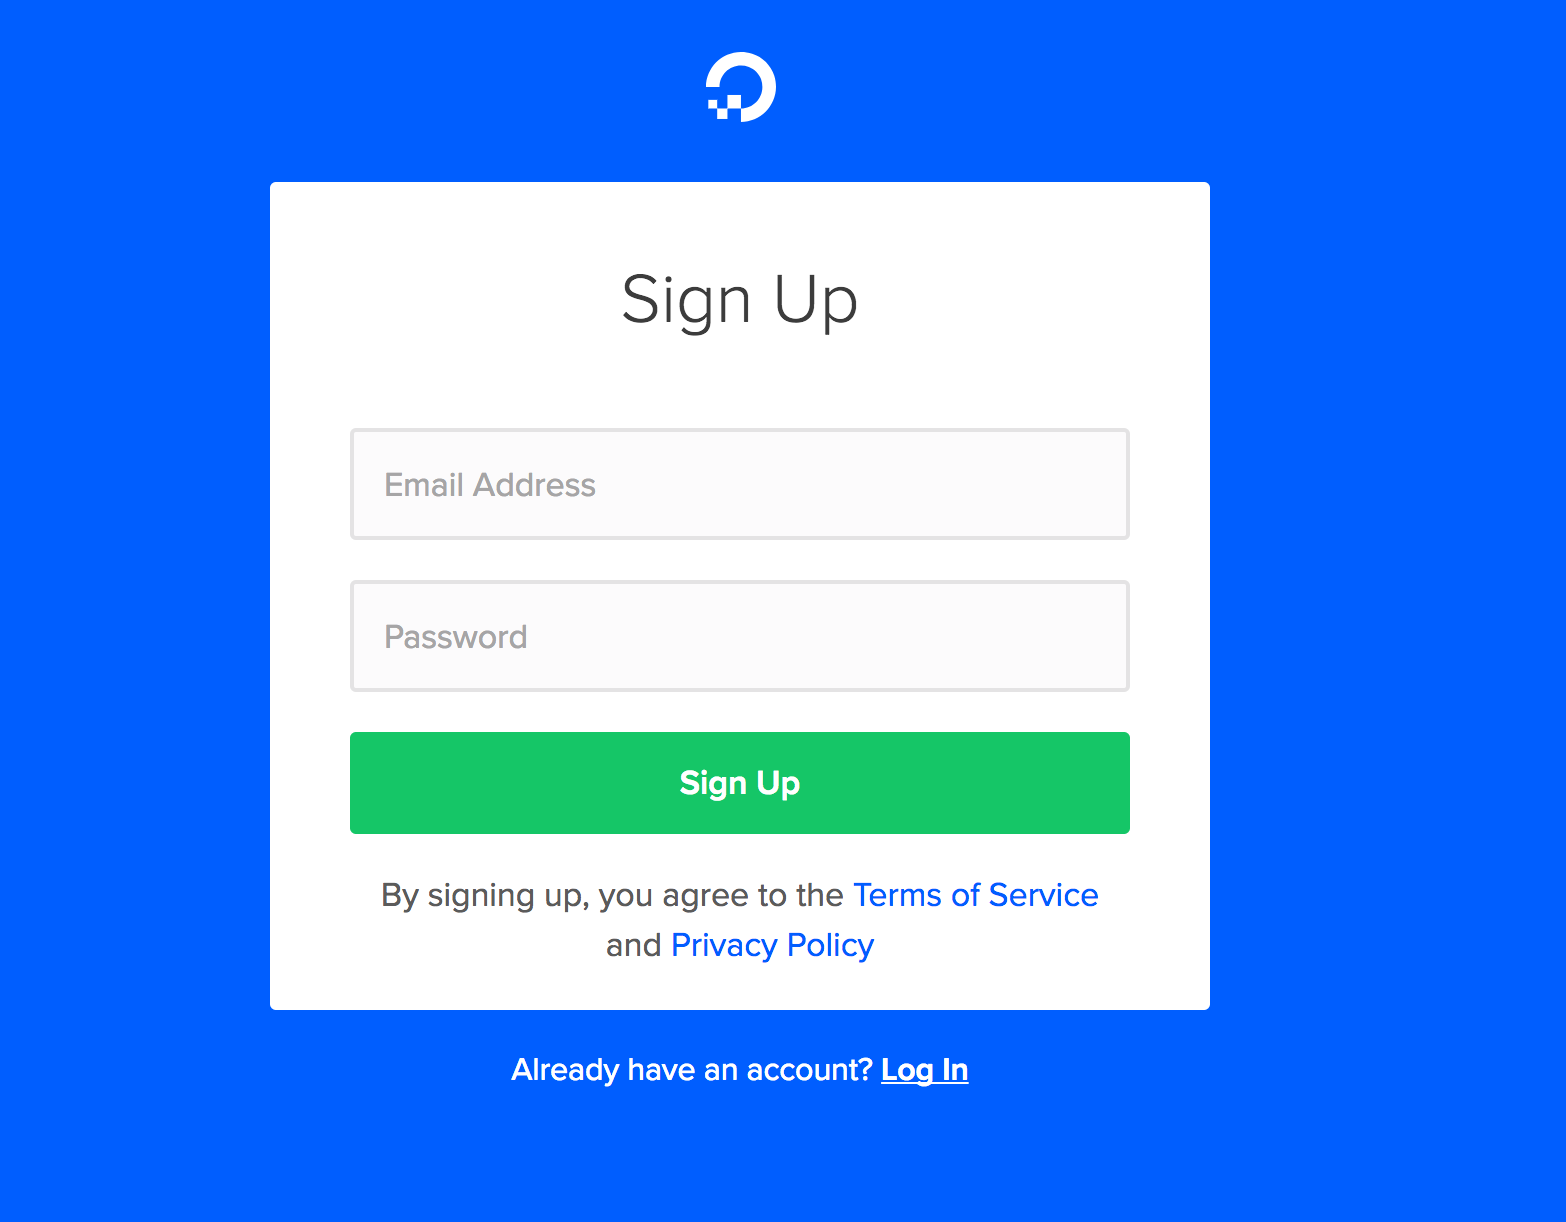 Sign Up
Email Address
Password
Sign Up
By signing up, you agree to the Terms of Service
and Privacy Policy
Already have an account? Log In